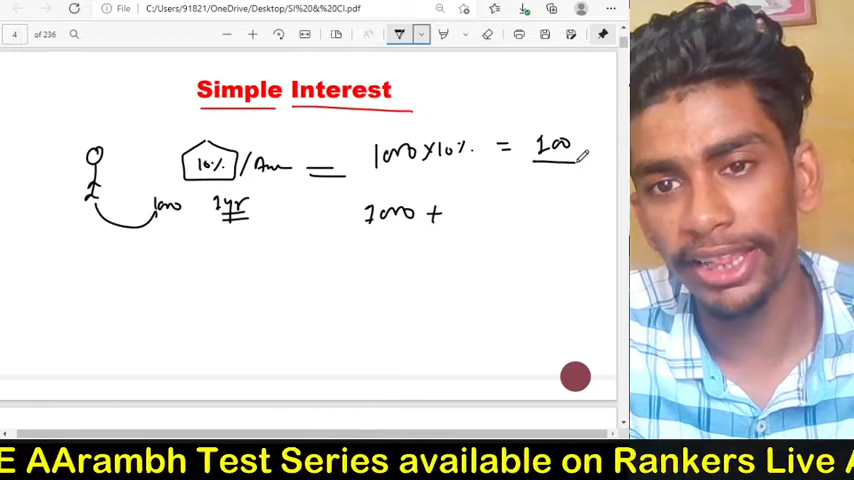 File
C:/Users/91821/OneDrive/Desktop/SI%20&%20CI.pdf
4 of 236
Simple Interest
10% /Ann
1000×10% = 100
1000 1yr
1000 +
E AArambh Test Series available on Rankers Live A